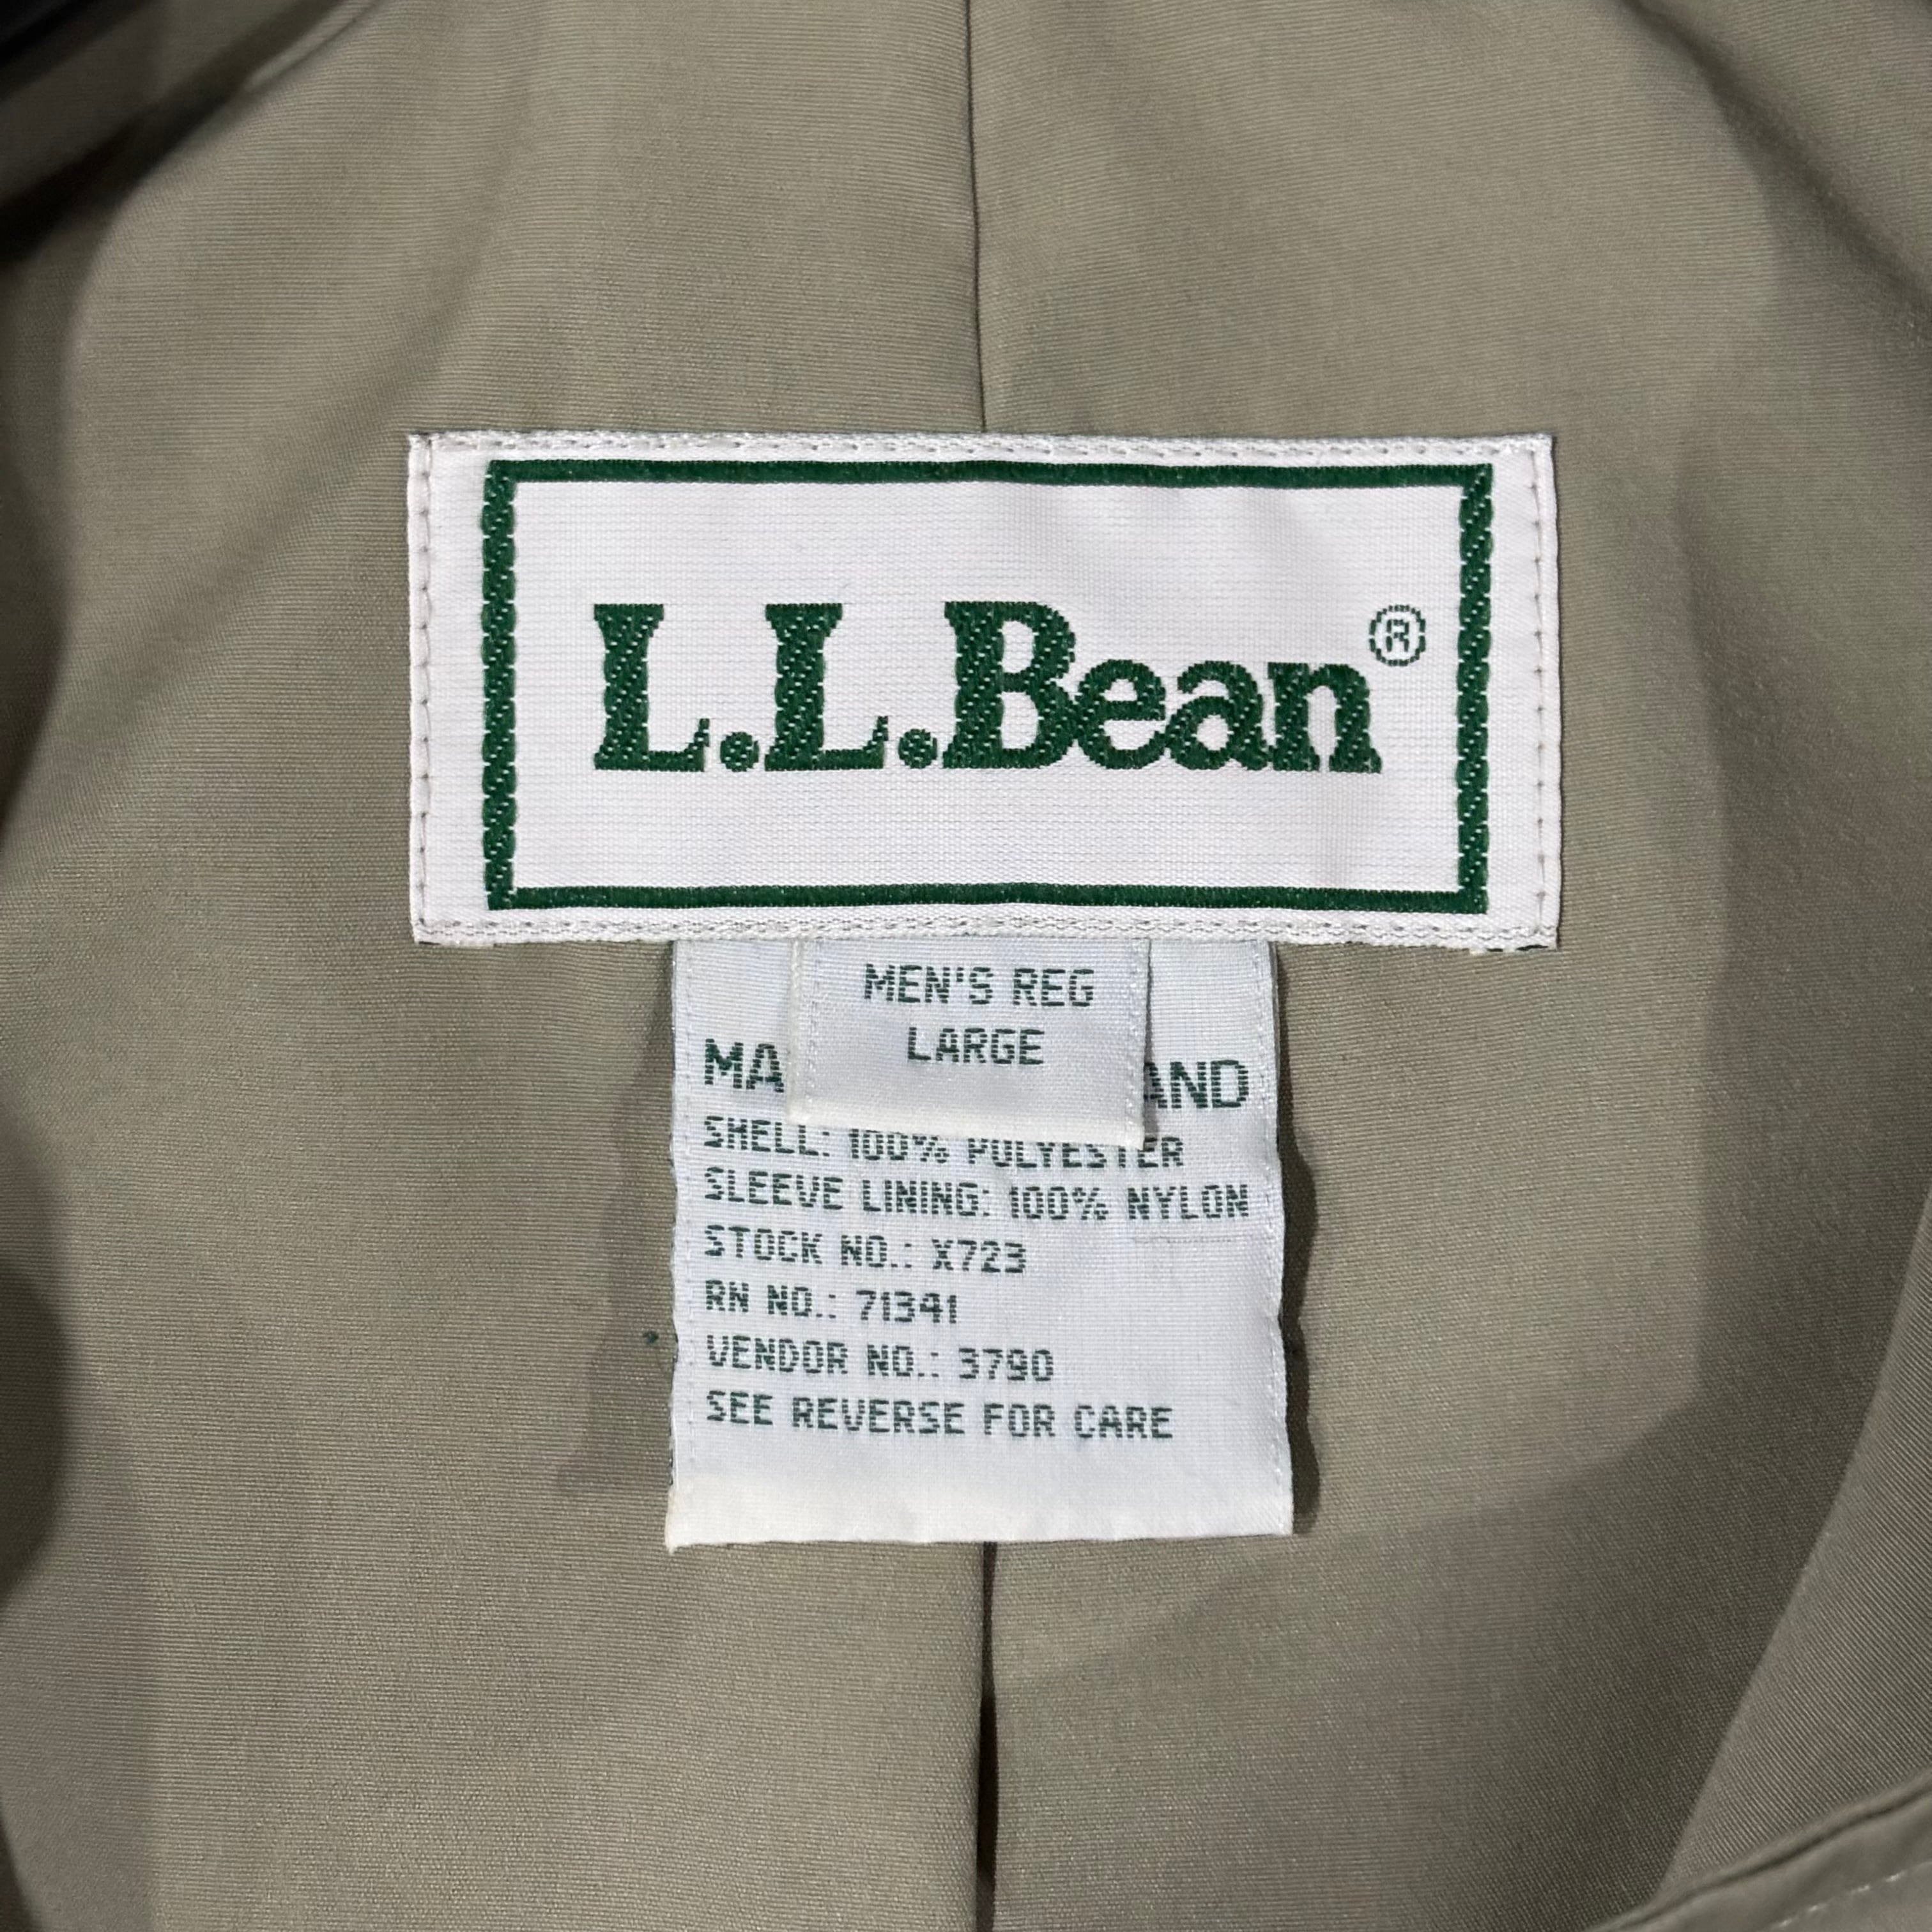 L.L.Bean®
MEN'S REG
LARGE
MA AND
SHELL: 100% POLYESTER
SLEEVE LINING: 100% NYLON
STOCK NO.: X723
RN NO.: 71341
VENDOR NO.: 3790
SEE REVERSE FOR CARE